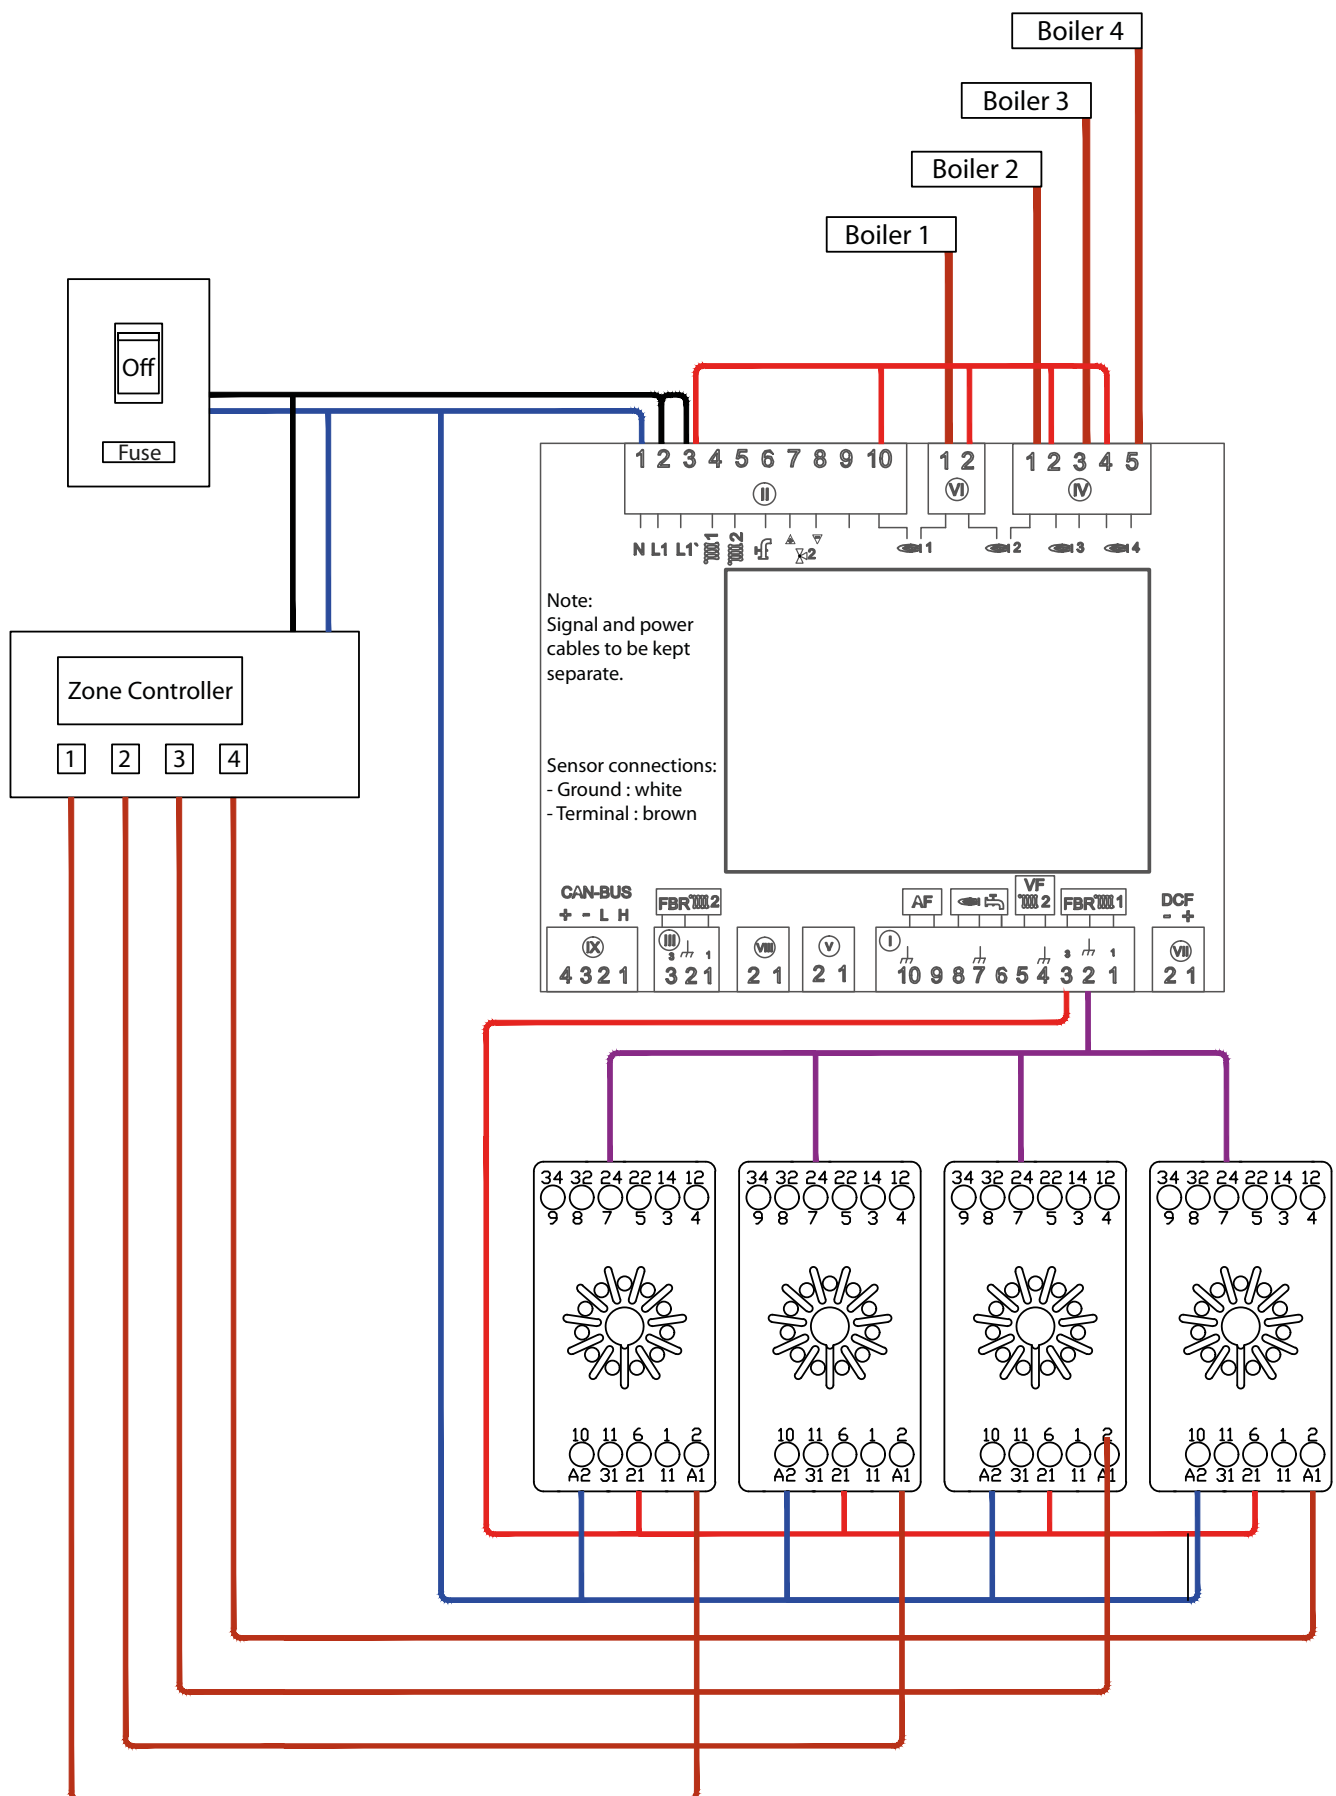 Boiler 4
Boiler 3
Boiler 2
Boiler 1
Off
Fuse
1 2 3 4 5 6 7 8 9 10
1 2
1 2 3 4 5
II
VI
IV
N L1 L1` 1 2 2
1 2 3 4
Note:
Signal and power
cables to be kept
separate.
Zone Controller
1 2 3 4
Sensor connections:
- Ground : white
- Terminal : brown
CAN-BUS
+ - L H
FBR 2
AF
VF
2
FBR 1
DCF
- +
IX
III
VIII
V
I
VII
3 1
3 1
4 3 2 1
3 2 1
2 1
2 1
10 9 8 7 6 5 4 3 2 1
2 1
34 32 24 22 14 12
9 8 7 5 3 4
34 32 24 22 14 12
9 8 7 5 3 4
34 32 24 22 14 12
9 8 7 5 3 4
34 32 24 22 14 12
9 8 7 5 3 4
10 11 6 1 2
A2 31 21 11 A1
10 11 6 1 2
A2 31 21 11 A1
10 11 6 1 2
A2 31 21 11 A1
10 11 6 1 2
A2 31 21 11 A1